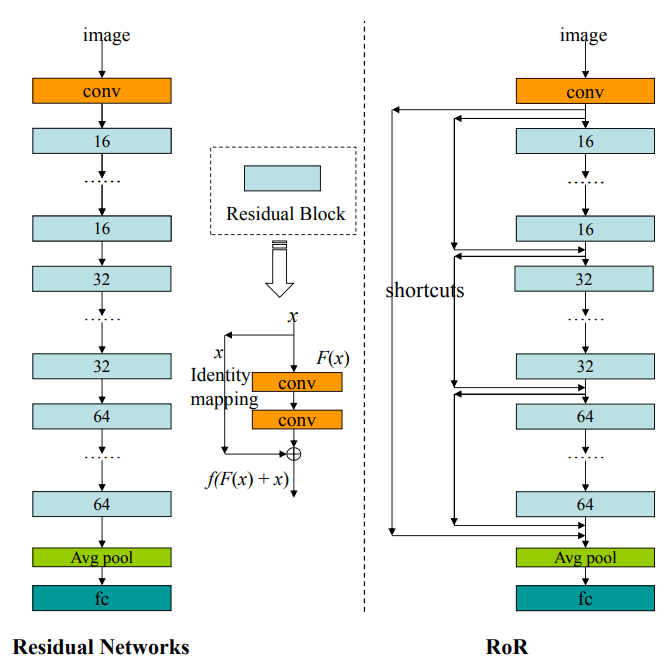 image
conv
16
......
16
32
......
32
64
......
64
Avg pool
fc
Residual Networks
Residual Block
x
x
F(x)
Identity
mapping
conv
conv
f(F(x) + x)
image
conv
16
......
16
shortcuts
32
......
32
64
......
64
Avg pool
fc
RoR